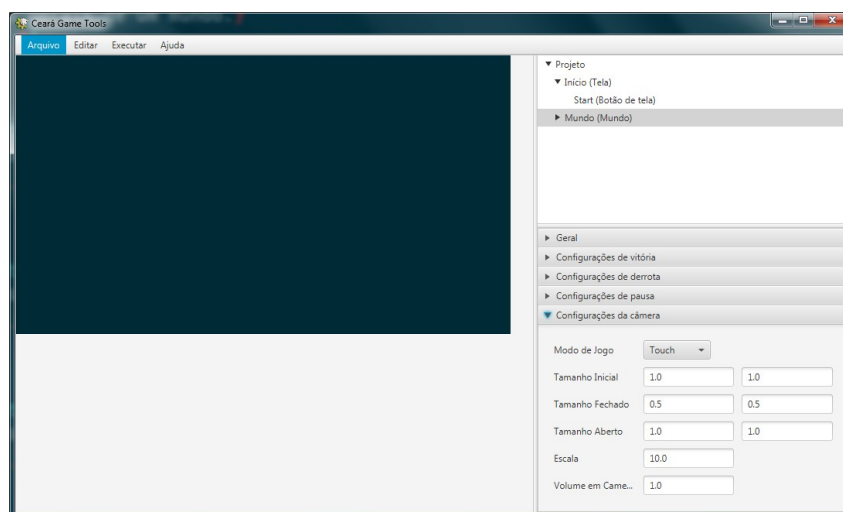 Ceará Game Tools
Arquivo Editar Executar Ajuda
Projeto
Início (Tela)
Start (Botão de tela)
Mundo (Mundo)
Geral
Configurações de vitória
Configurações de derrota
Configurações de pausa
Configurações da câmera
Modo de Jogo Touch
Tamanho Inicial 1.0 1.0
Tamanho Fechado 0.5 0.5
Tamanho Aberto 1.0 1.0
Escala 10.0
Volume em Came... 1.0